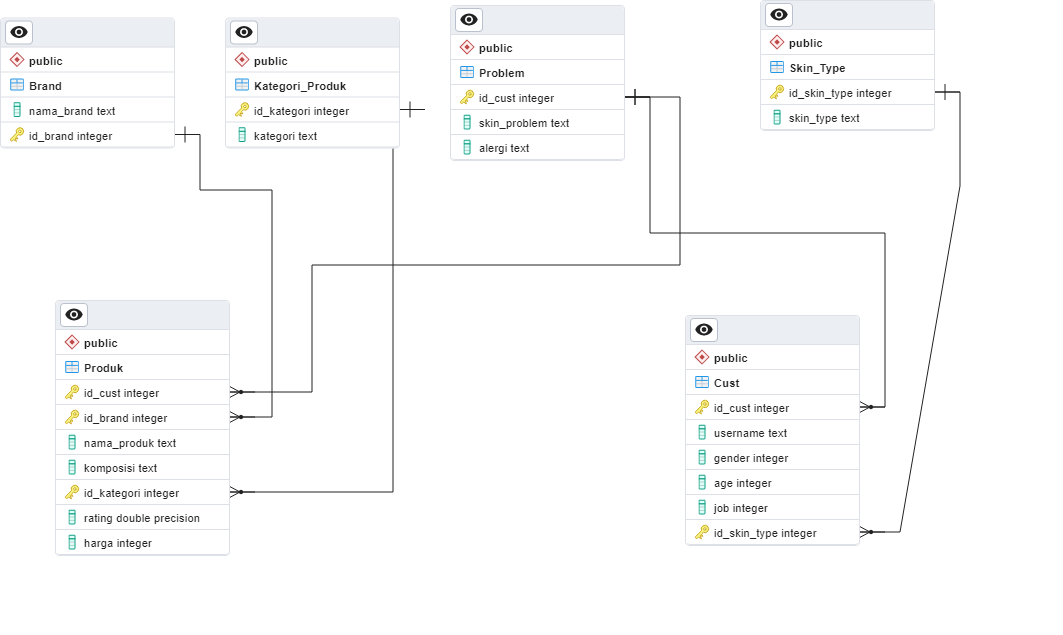 public
Brand
nama_brand text
id_brand integer
public
Kategori_Produk
id_kategori integer
kategori text
public
Problem
id_cust integer
skin_problem text
alergi text
public
Skin_Type
id_skin_type integer
skin_type text
public
Produk
id_cust integer
id_brand integer
nama_produk text
komposisi text
id_kategori integer
rating double precision
harga integer
public
Cust
id_cust integer
username text
gender integer
age integer
job integer
id_skin_type integer